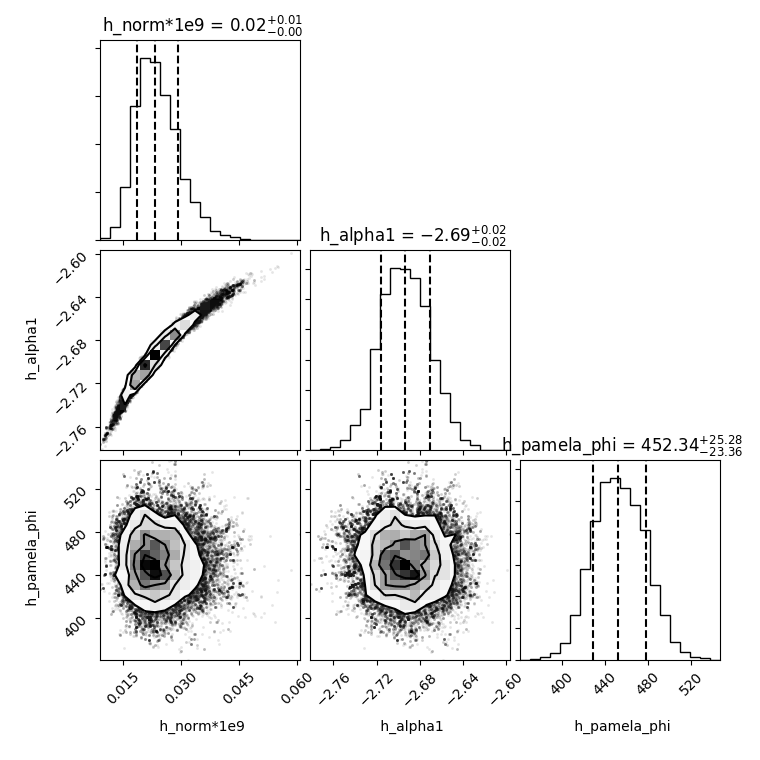 h_norm*1e9 = 0.02+0.01 −0.00
h_alpha1 = −2.69+0.02 −0.02
−2.60
−2.64
−2.68
−2.72
−2.76
h_alpha1
h_pamela_phi = 452.34+25.28 −23.36
520
480
440
400
h_pamela_phi
0.015
0.030
0.045
0.060
−2.76
−2.72
−2.68
−2.64
−2.60
400
440
480
520
h_norm*1e9
h_alpha1
h_pamela_phi